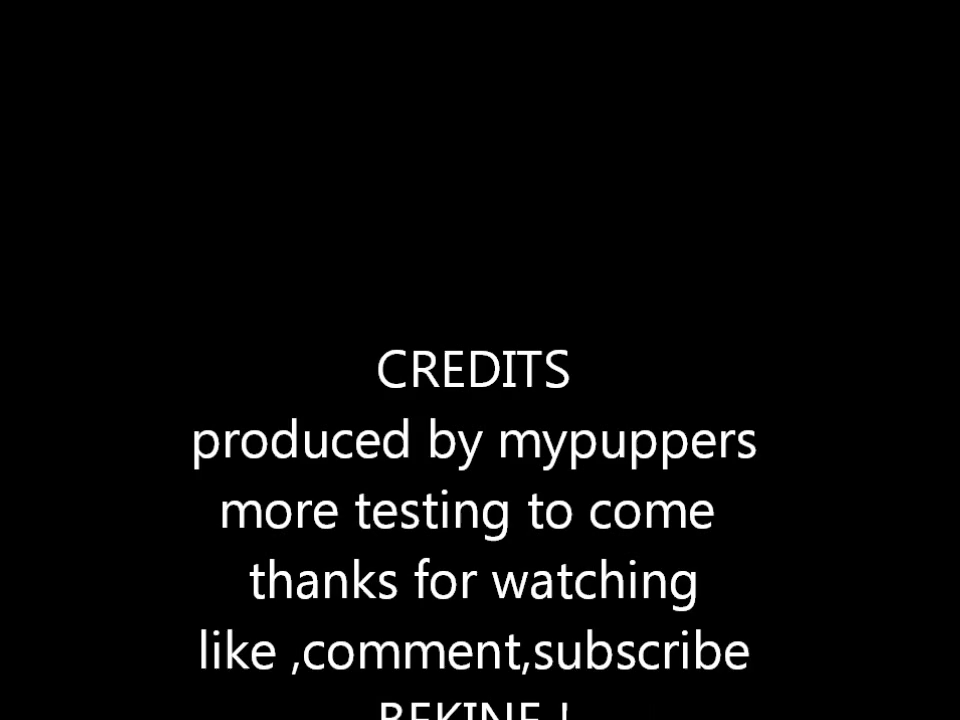 CREDITS
produced by mypuppers
more testing to come
thanks for watching
like ,comment,subscribe